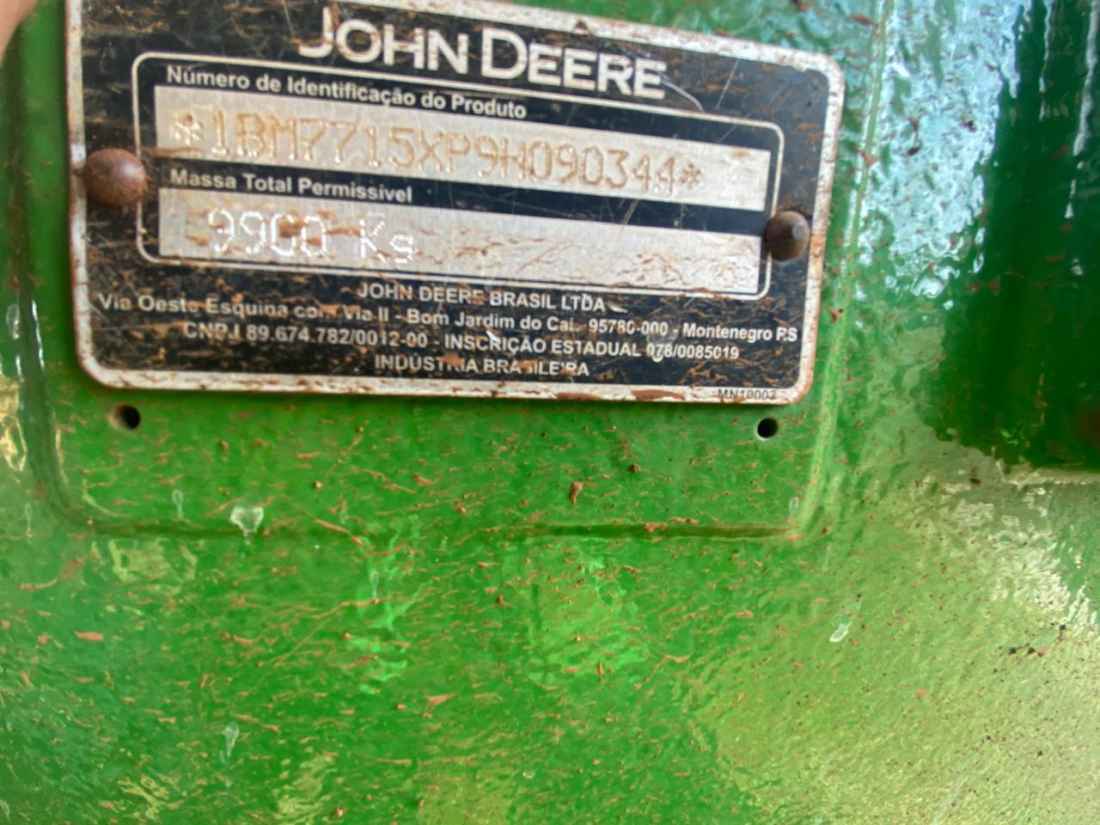 JOHN DEERE
Número de Identificação do Produto
*1BM7715XP9H090344*
Massa Total Permissível
9900 Kg
JOHN DEERE BRASIL LTDA
Via Oeste Esquina com Via II - Bom Jardim do Caí. 95780-000 - Montenegro RS
CNPJ 89.674.782/0012-00 - INSCRIÇÃO ESTADUAL 078/0085019
INDÚSTRIA BRASILEIRA